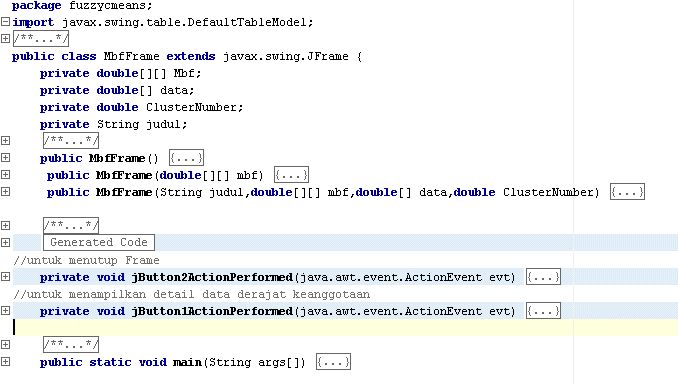 package fuzzycmeans;
import javax.swing.table.DefaultTableModel;
/**...*/
public class MbfFrame extends javax.swing.JFrame {
    private double[][] Mbf;
    private double[] data;
    private double ClusterNumber;
    private String judul;
    /**...*/
    public MbfFrame() {...}
     public MbfFrame(double[][] mbf) {...}
     public MbfFrame(String judul,double[][] mbf,double[] data,double ClusterNumber) {...}
    /**...*/
    Generated Code
//untuk menutup Frame
    private void jButton2ActionPerformed(java.awt.event.ActionEvent evt) {...}
//untuk menampilkan detail data derajat keanggotaan
    private void jButton1ActionPerformed(java.awt.event.ActionEvent evt) {...}
    /**...*/
    public static void main(String args[]) {...}